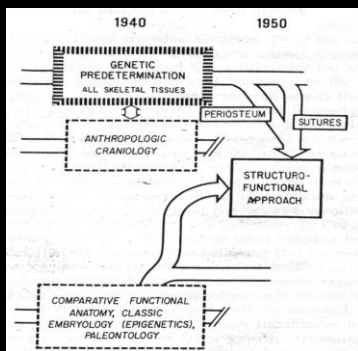 1940 1950
GENETIC
PREDETERMINATION
ALL SKELETAL TISSUES
PERIOSTEUM
SUTURES
ANTHROPOLOGIC
CRANIOLOGY
STRUCTURO-
FUNCTIONAL
APPROACH
COMPARATIVE FUNCTIONAL
ANATOMY, CLASSIC
EMBRYOLOGY (EPIGENETICS),
PALEONTOLOGY